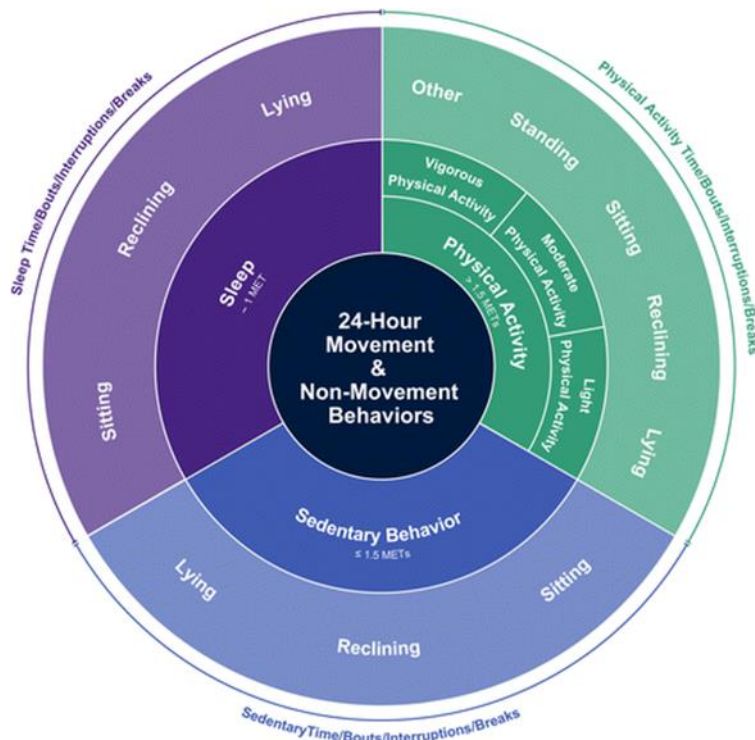 24-Hour
Movement
&
Non-Movement
Behaviors
Sleep
~ 1 MET
Lying
Reclining
Sitting
Sleep Time/Bouts/Interruptions/Breaks
Physical Activity
> 1.5 METs
Vigorous
Physical Activity
Moderate
Physical Activity
Light
Physical Activity
Other
Standing
Sitting
Reclining
Lying
Physical Activity Time/Bouts/Interruptions/Breaks
Sedentary Behavior
≤ 1.5 METs
Lying
Reclining
Sitting
SedentaryTime/Bouts/Interruptions/Breaks